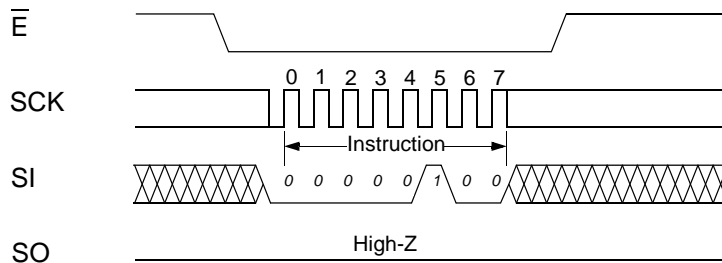 E̅
0 1 2 3 4 5 6 7
SCK
Instruction
SI 0 0 0 0 0 1 0 0
High-Z
SO